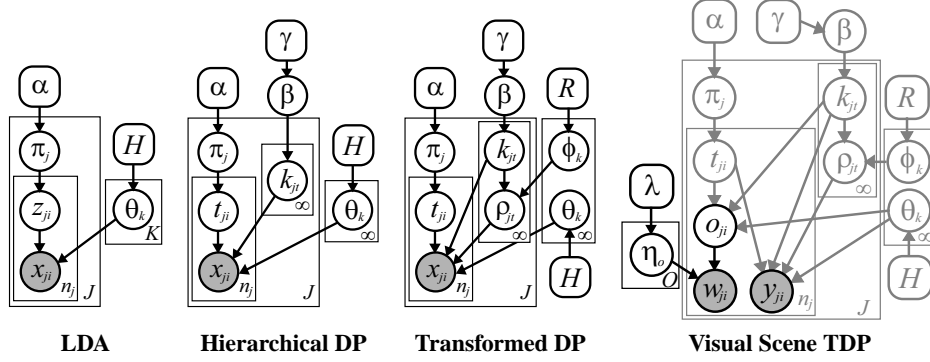 α
π_j
z_ji
x_ji
n_j
J
H
θ_k
K
LDA
γ
α
β
π_j
k_jt
∞
t_ji
x_ji
n_j
J
H
θ_k
∞
Hierarchical DP
γ
α
β
R
π_j
k_jt
ϕ_k
t_ji
ρ_jt
∞
θ_k
∞
x_ji
n_j
J
H
Transformed DP
α
γ
β
π_j
k_jt
R
t_ji
ρ_jt
∞
ϕ_k
∞
λ
o_ji
θ_k
∞
η_o
O
w_ji
y_ji
n_j
J
H
Visual Scene TDP